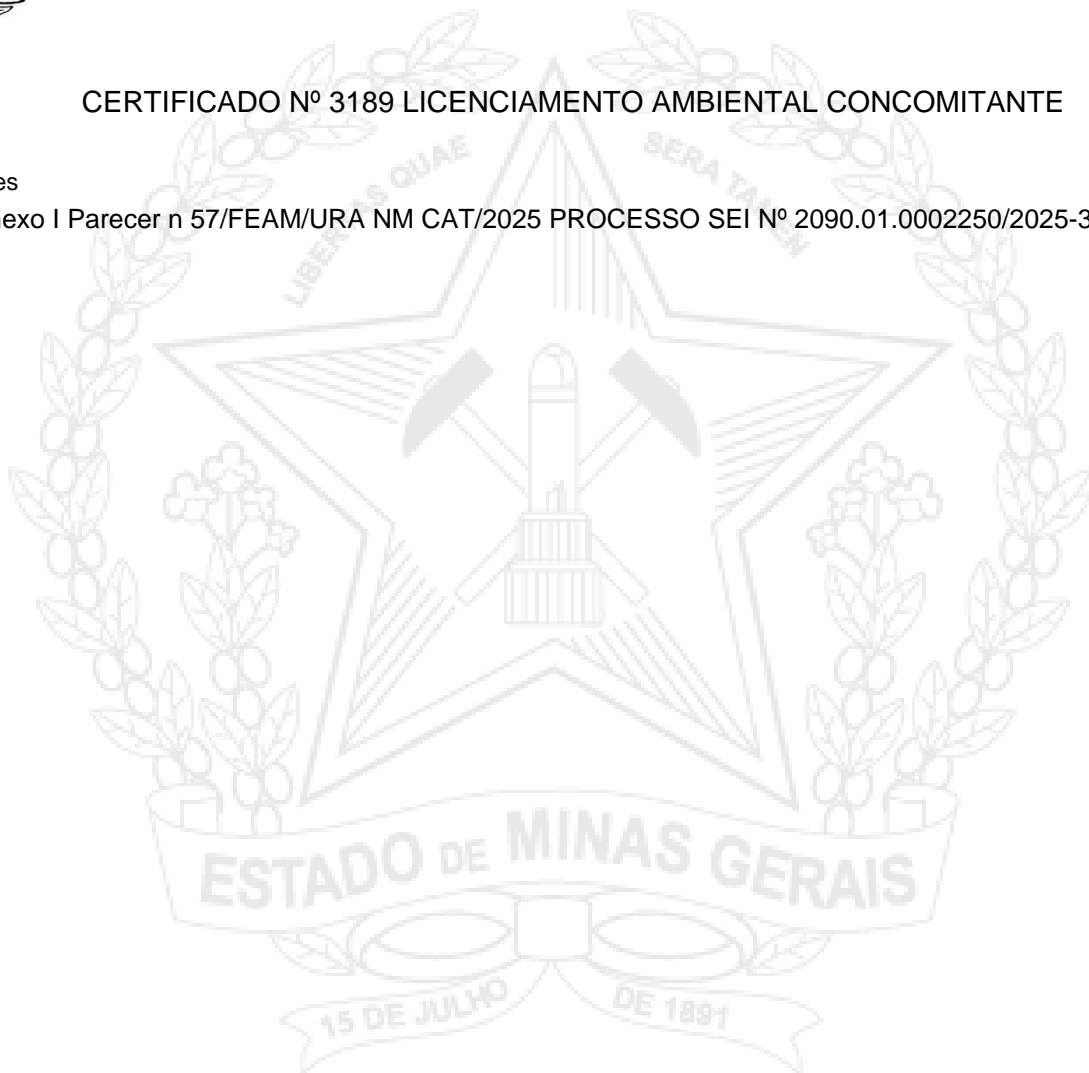 CERTIFICADO Nº 3189 LICENCIAMENTO AMBIENTAL CONCOMITANTE
es
nexo I Parecer n 57/FEAM/URA NM CAT/2025 PROCESSO SEI Nº 2090.01.0002250/2025-3
LIBERTAS QUAE SERA TAMEN
ESTADO DE MINAS GERAIS
15 DE JULHO DE 1891